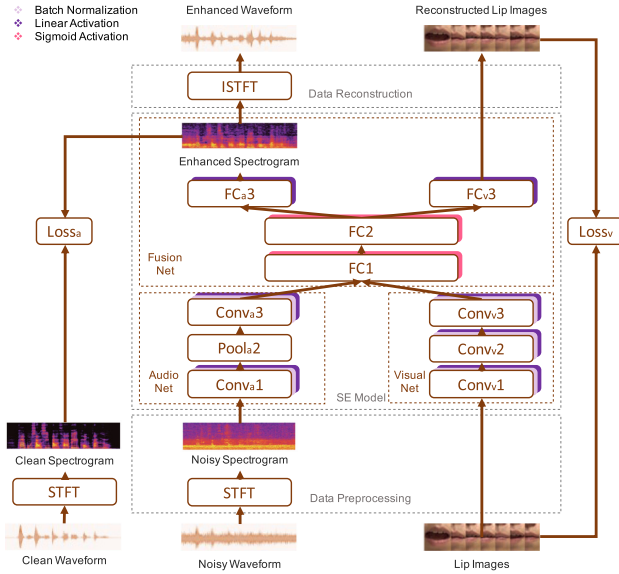 Batch Normalization
Linear Activation
Sigmoid Activation
Enhanced Waveform
Reconstructed Lip Images
ISTFT
Data Reconstruction
Enhanced Spectrogram
FCa3
FCv3
Lossa
FC2
Lossv
Fusion
Net
FC1
Conva3
Convv3
Poola2
Convv2
Audio
Net
Conva1
Visual
Net
Convv1
SE Model
Clean Spectrogram
Noisy Spectrogram
STFT
STFT
Data Preprocessing
Clean Waveform
Noisy Waveform
Lip Images